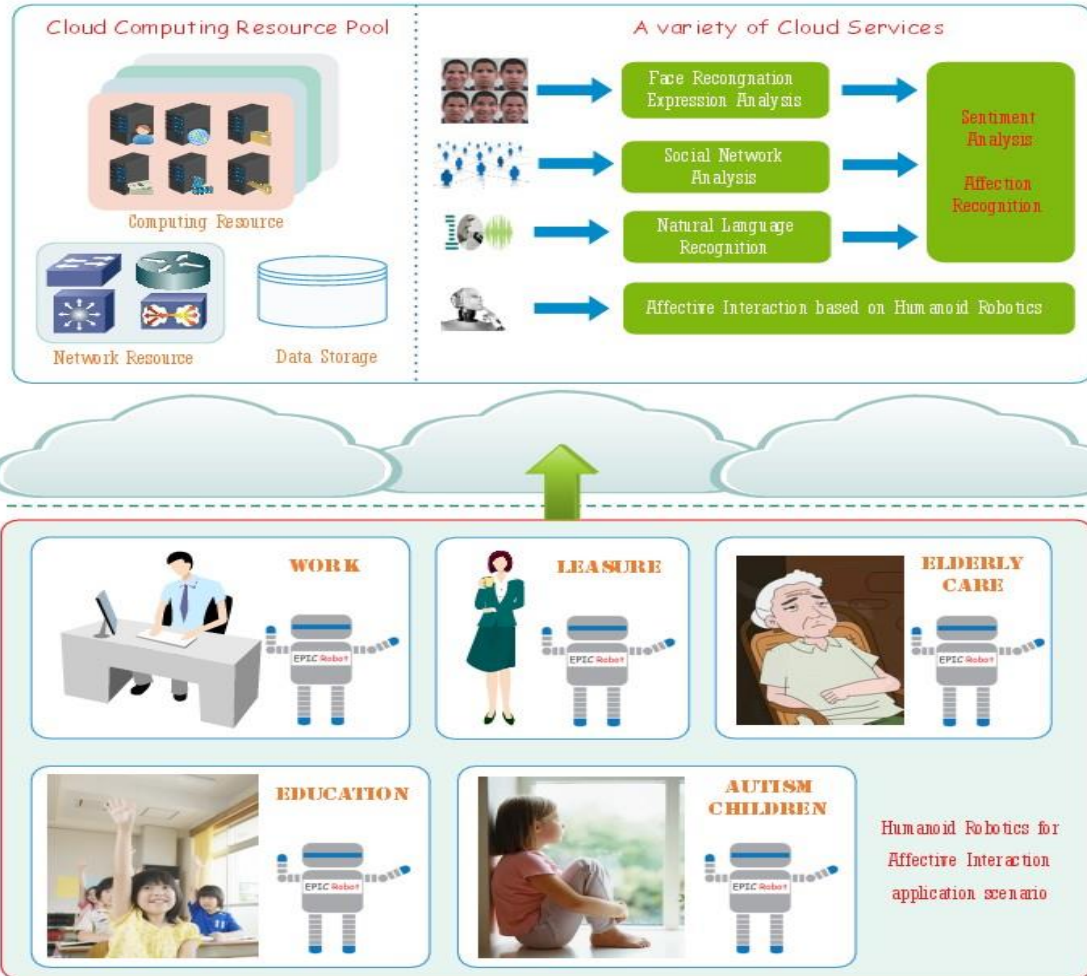 Cloud Computing Resource Pool
Computing Resource
Network Resource
Data Storage
A variety of Cloud Services
Face Recongnation
Expression Analysis
Social Network
Analysis
Natural Language
Recognition
Sentiment
Analysis
Affection
Recognition
Affective Interaction based on Humanoid Robotics
WORK
EPIC Robot
LEASURE
EPIC Robot
ELDERLY
CARE
EPIC Robot
EDUCATION
EPIC Robot
AUTISM
CHILDREN
EPIC Robot
Humanoid Robotics for
Affective Interaction
application scenario